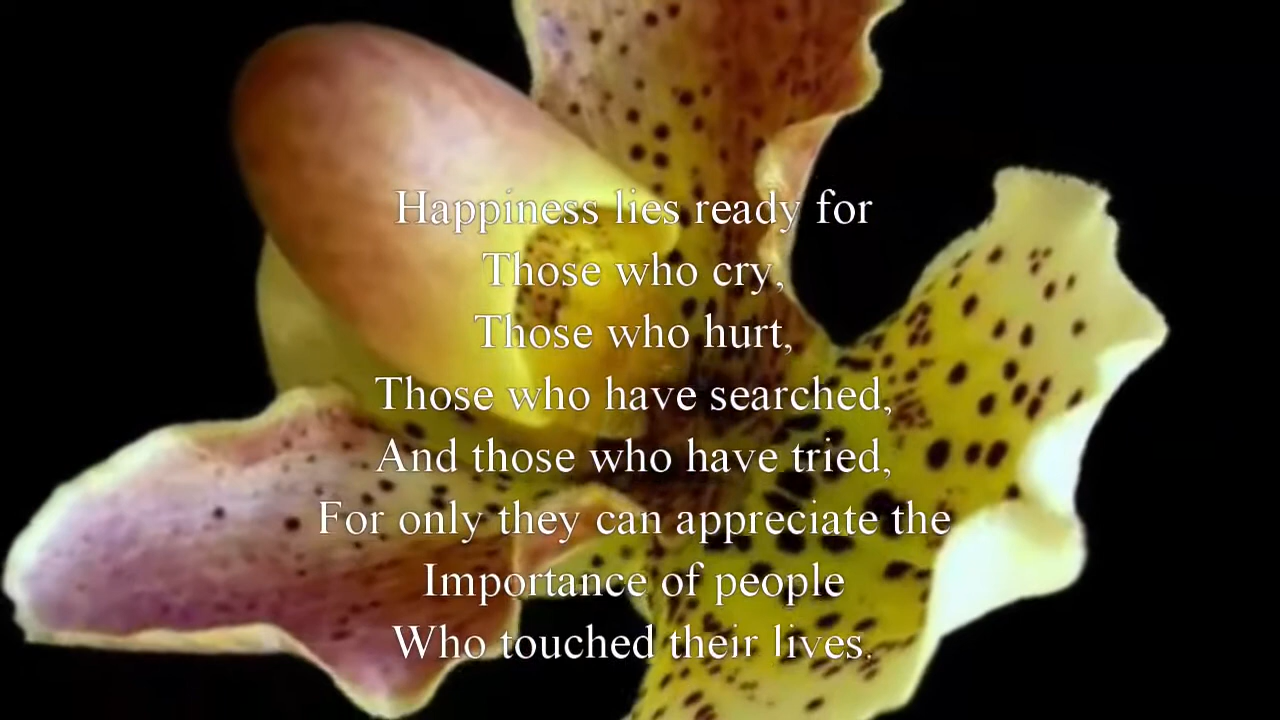 Happiness lies ready for
Those who cry,
Those who hurt,
Those who have searched,
And those who have tried,
For only they can appreciate the
Importance of people
Who touched their lives.